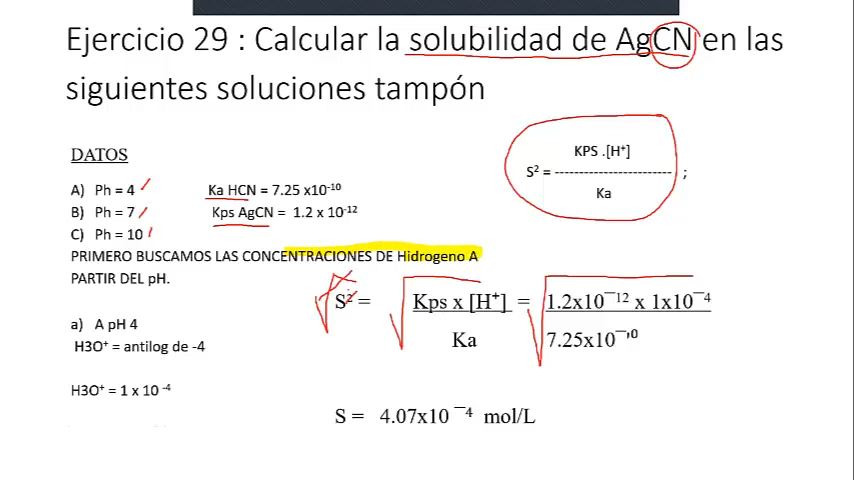 Ejercicio 29 : Calcular la solubilidad de AgCN en las
siguientes soluciones tampón
DATOS
A) Ph = 4 Ka HCN = 7.25 x10⁻¹⁰
B) Ph = 7 Kps AgCN = 1.2 x 10⁻¹²
C) Ph = 10
KPS .[H⁺]
S² = ------------------------ ;
Ka
PRIMERO BUSCAMOS LAS CONCENTRACIONES DE Hidrogeno A
PARTIR DEL pH.
a) A pH 4
H3O⁺ = antilog de -4
H3O⁺ = 1 x 10 ⁻⁴
S² = Kps x [H⁺] = 1.2x10⁻¹² x 1x10⁻⁴
Ka 7.25x10⁻¹⁰
S = 4.07x10 ⁻⁴ mol/L